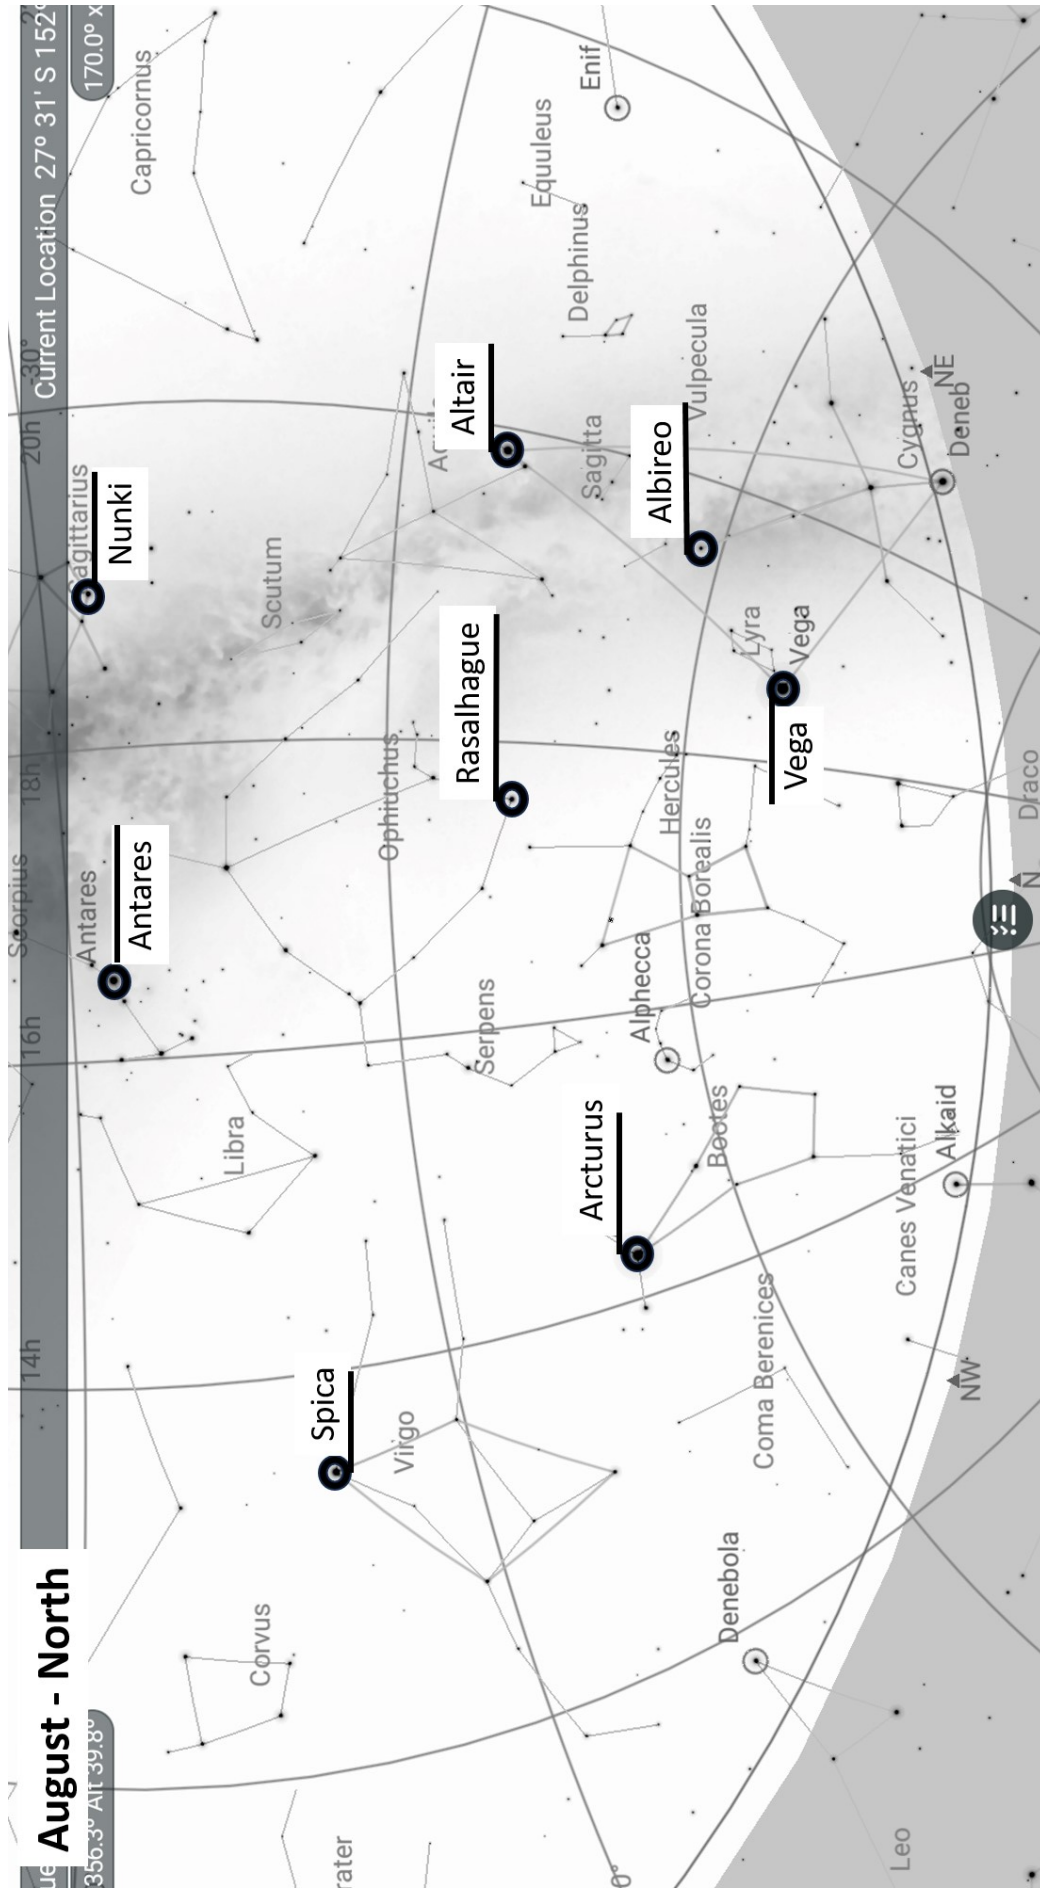 August - North
Current Location 27° 31' S 152°
356.3° Alt 39.8°
170.0° x
14h
16h
18h
20h
-30°
Scorpius
Antares
Antares
Sagittarius
Nunki
Capricornus
Corvus
Libra
Scutum
Spica
Virgo
Ophiuchus
Serpens
Rasalhague
Altair
Equuleus
Enif
Delphinus
Arcturus
Sagitta
0°
Alphecca
Hercules
Albireo
Vulpecula
Denebola
Bootes
Corona Borealis
Lyra
Coma Berenices
Vega
Vega
Leo
Canes Venatici
Cygnus
Alkaid
Deneb
NW
N
NE
Draco